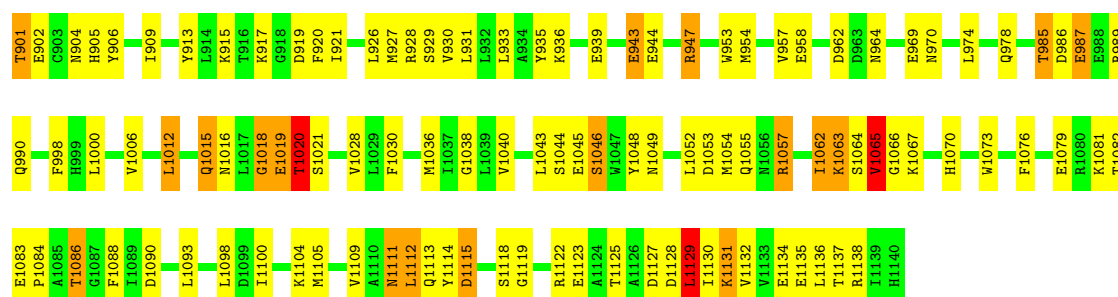 T901 E902 C903 N904 H905 Y906 I909 Y913 L914 K915 T916 K917 G918 D919 F920 I921 L926 M927 R928 S929 V930 L931 L932 L933 A934 Y935 K936 E939 E943 E944 R947 W953 M954 V957 E958 D962 D963 N964 E969 N970 L974 Q978 T985 D986 E987 E988
Q990 F998 H999 L1000 V1006 L1012 Q1015 N1016 L1017 G1018 E1019 T1020 S1021 V1028 L1029 F1030 M1036 I1037 G1038 L1039 V1040 L1043 S1044 E1045 S1046 W1047 Y1048 N1049 L1052 D1053 M1054 Q1055 N1056 R1057 I1062 K1063 S1064 V1065 G1066 K1067 H1070 W1073 F1076 E1079 R1080 K1081
E1083 P1084 A1085 T1086 G1087 F1088 I1089 D1090 L1093 L1098 D1099 I1100 K1104 M1105 V1109 A1110 N1111 L1112 Q1113 Y1114 D1115 S1118 G1119 R1122 E1123 A1124 T1125 A1126 D1127 D1128 L1129 I1130 K1131 V1132 V1133 E1134 E1135 L1136 T1137 R1138 I1139 H1140